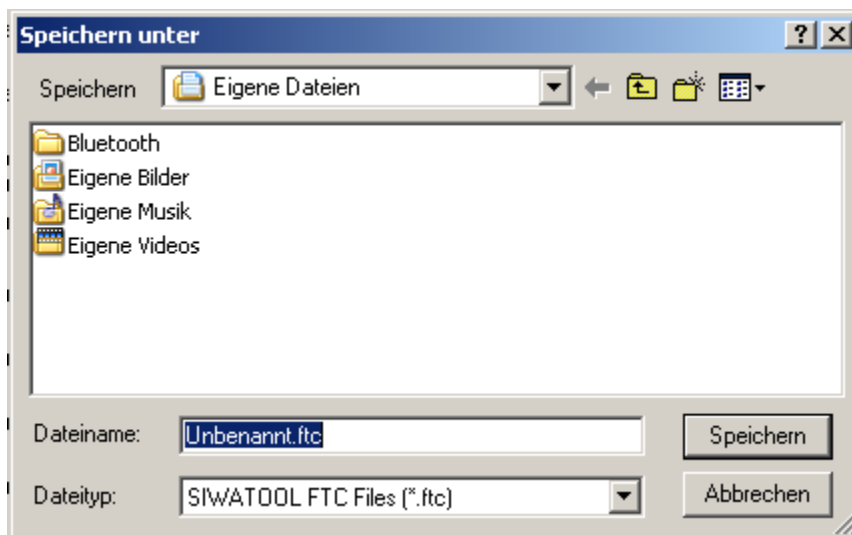 Speichern unter
Speichern Eigene Dateien
Bluetooth
Eigene Bilder
Eigene Musik
Eigene Videos
Dateiname: Unbenannt.ftc Speichern
Dateityp: SIWATOOL FTC Files (*.ftc) Abbrechen